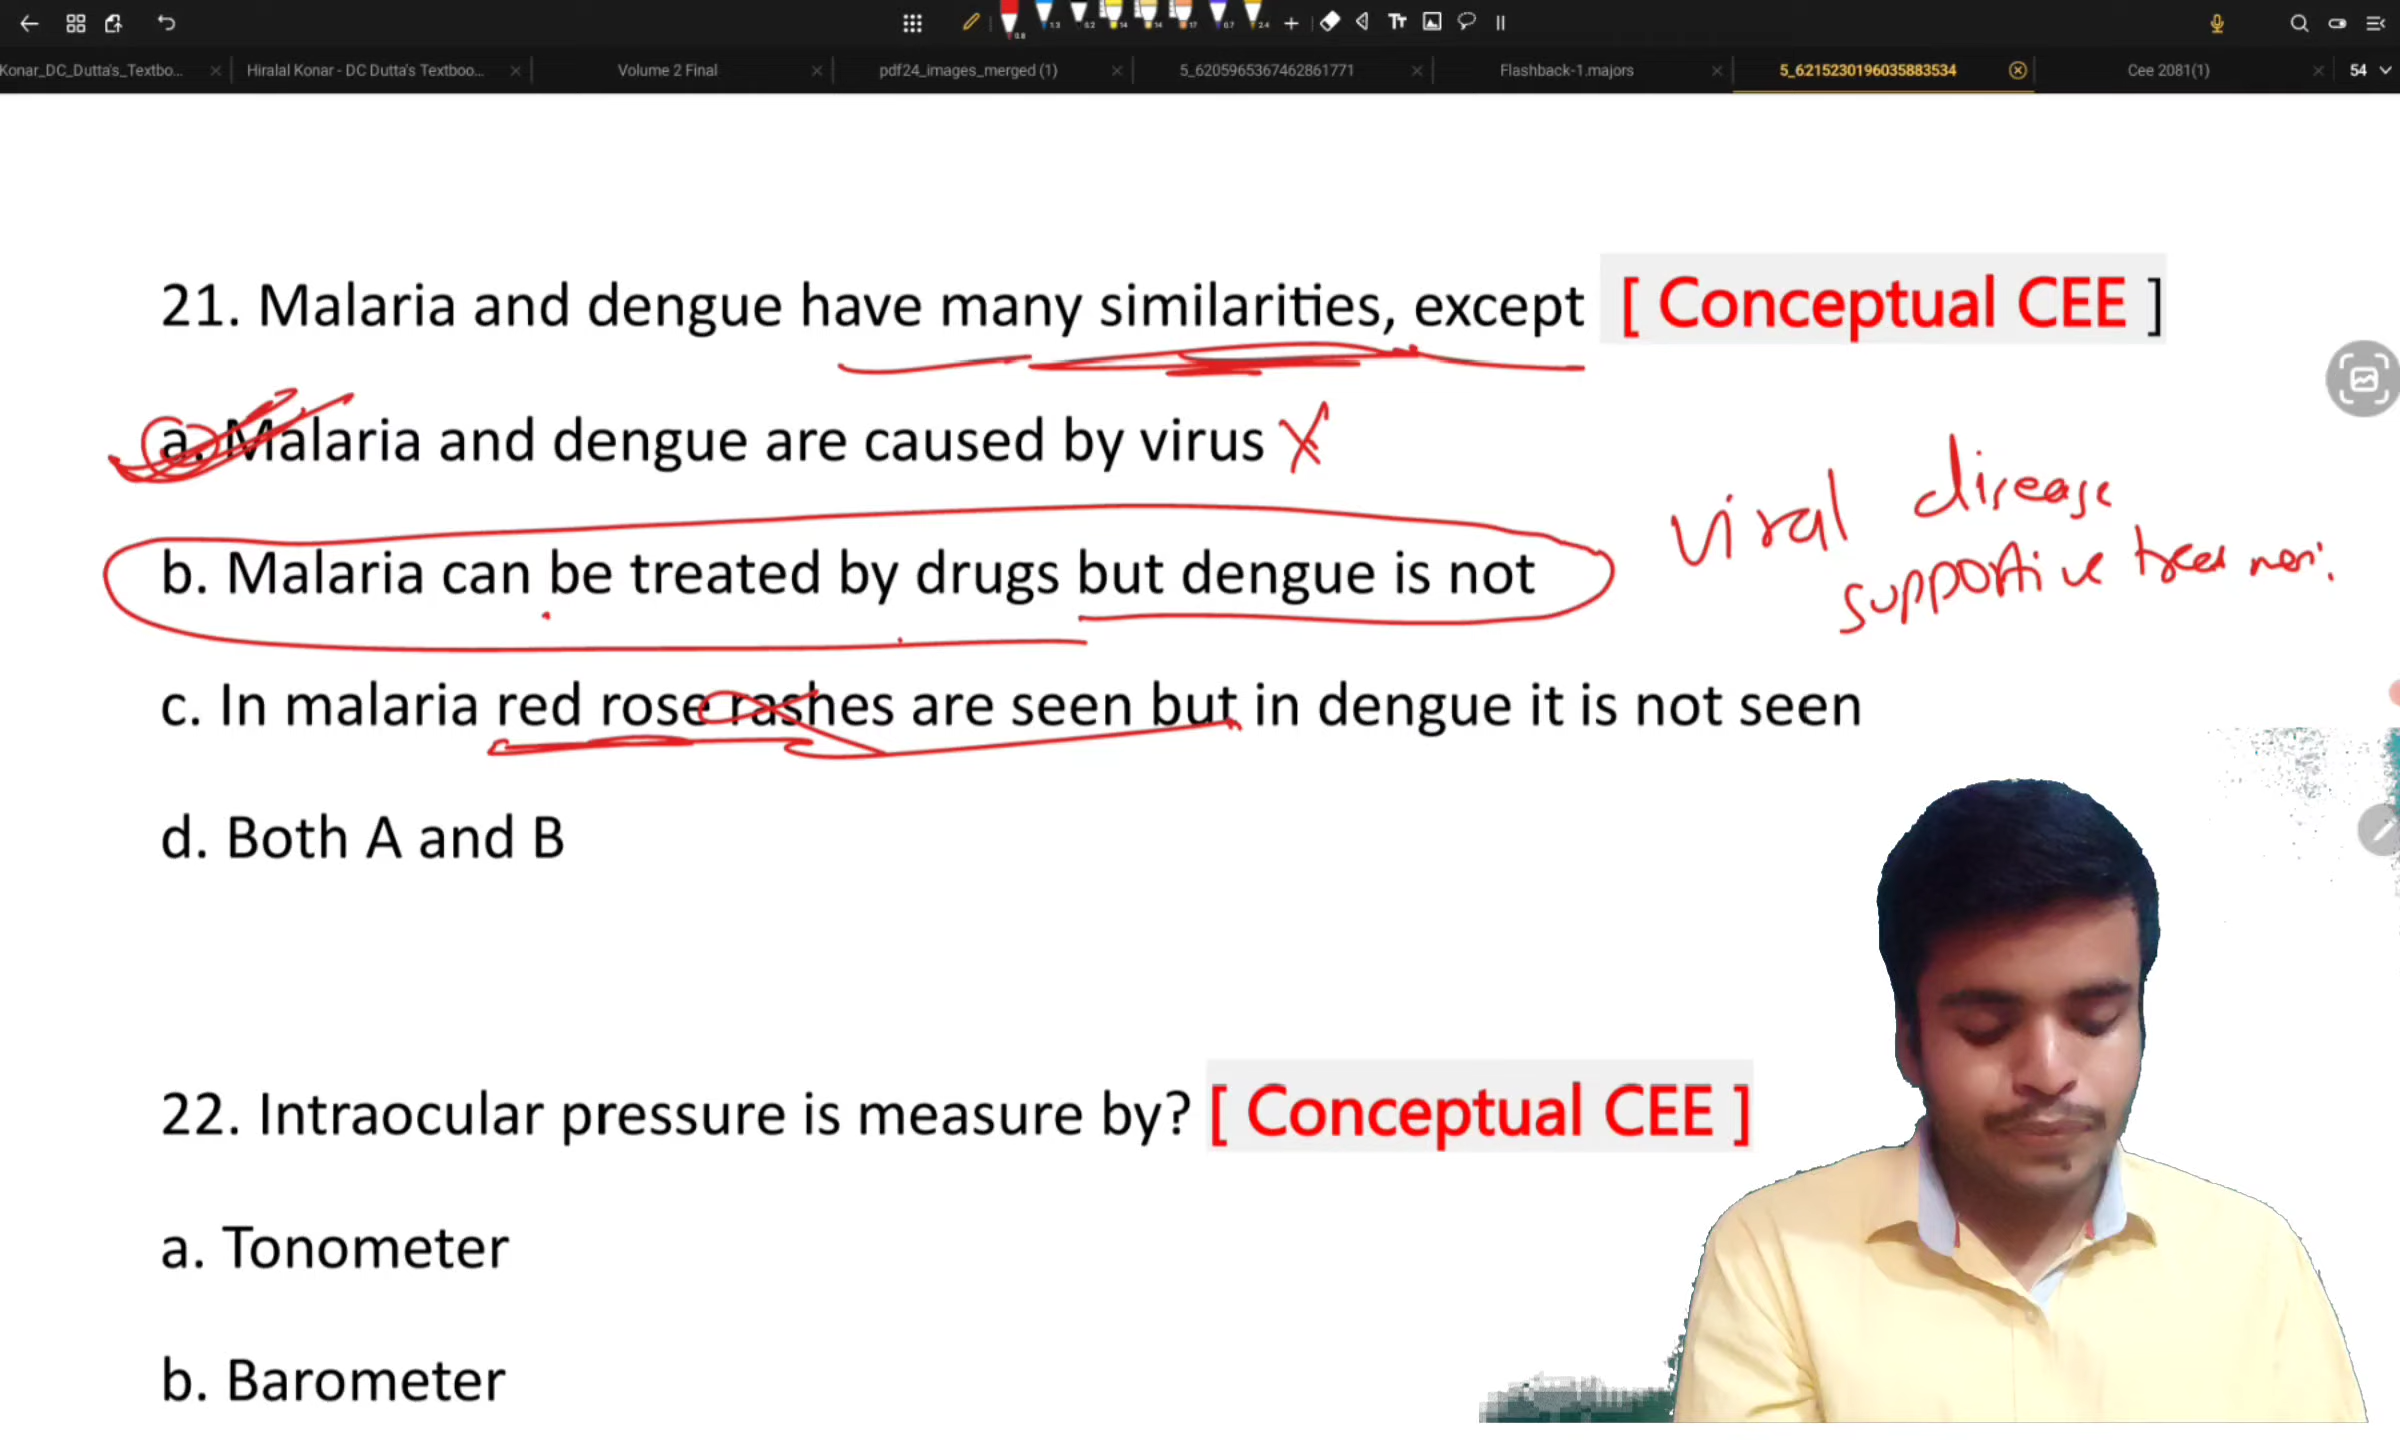 Konar_DC_Dutta's_Textbo... Hiralal Konar - DC Dutta's Textboo... Volume 2 Final pdf24_images_merged (1) 5_6205965367462861771 Flashback-1.majors 5_6215230196035883534 Cee 2081(1) 54
21. Malaria and dengue have many similarities, except [ Conceptual CEE ]
a. Malaria and dengue are caused by virus X
viral disease
b. Malaria can be treated by drugs but dengue is not
supportive
c. In malaria red rose rashes are seen but in dengue it is not seen
d. Both A and B
22. Intraocular pressure is measure by? [ Conceptual CEE ]
a. Tonometer
b. Barometer